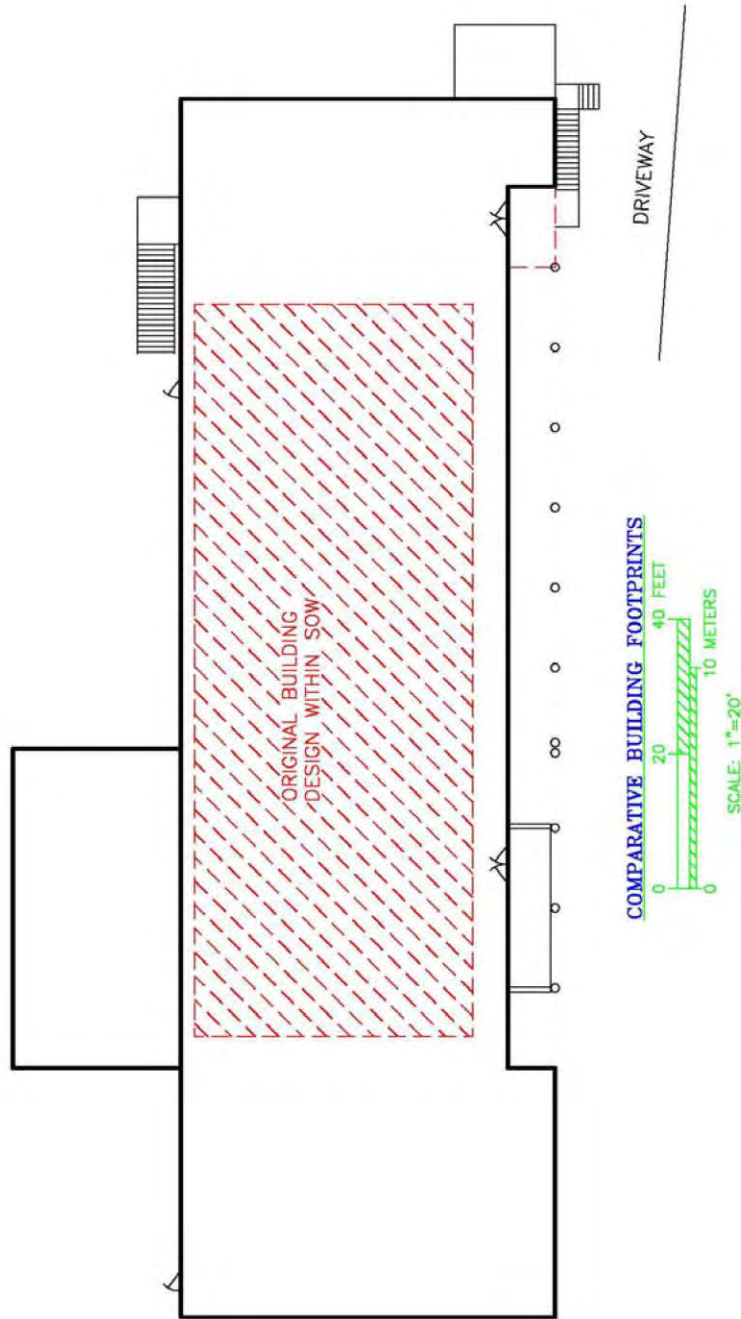 DRIVEWAY
ORIGINAL BUILDING
DESIGN WITHIN SOW
COMPARATIVE BUILDING FOOTPRINTS
0 20 40 FEET
0 10 METERS
SCALE: 1"=20'